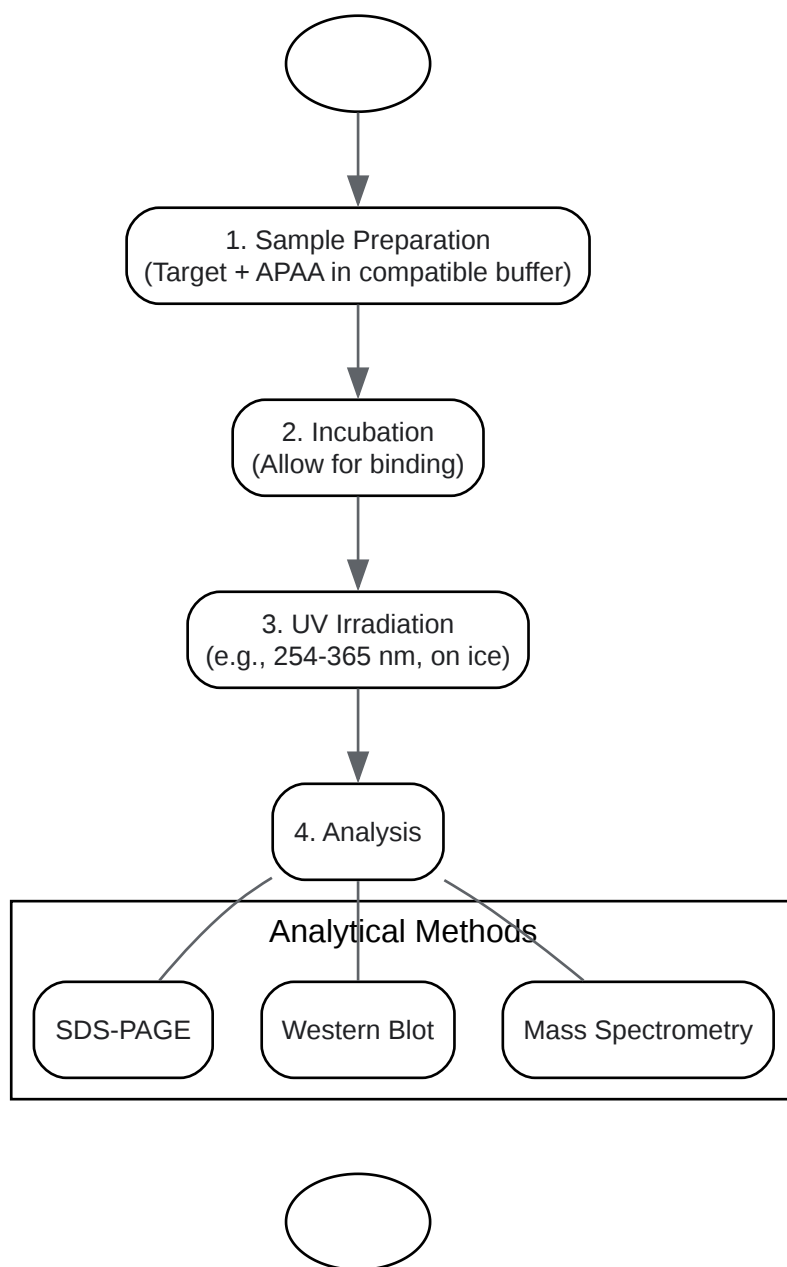 1. Sample Preparation
(Target + APAA in compatible buffer)
2. Incubation
(Allow for binding)
3. UV Irradiation
(e.g., 254-365 nm, on ice)
4. Analysis
Analytical Methods
SDS-PAGE
Western Blot
Mass Spectrometry